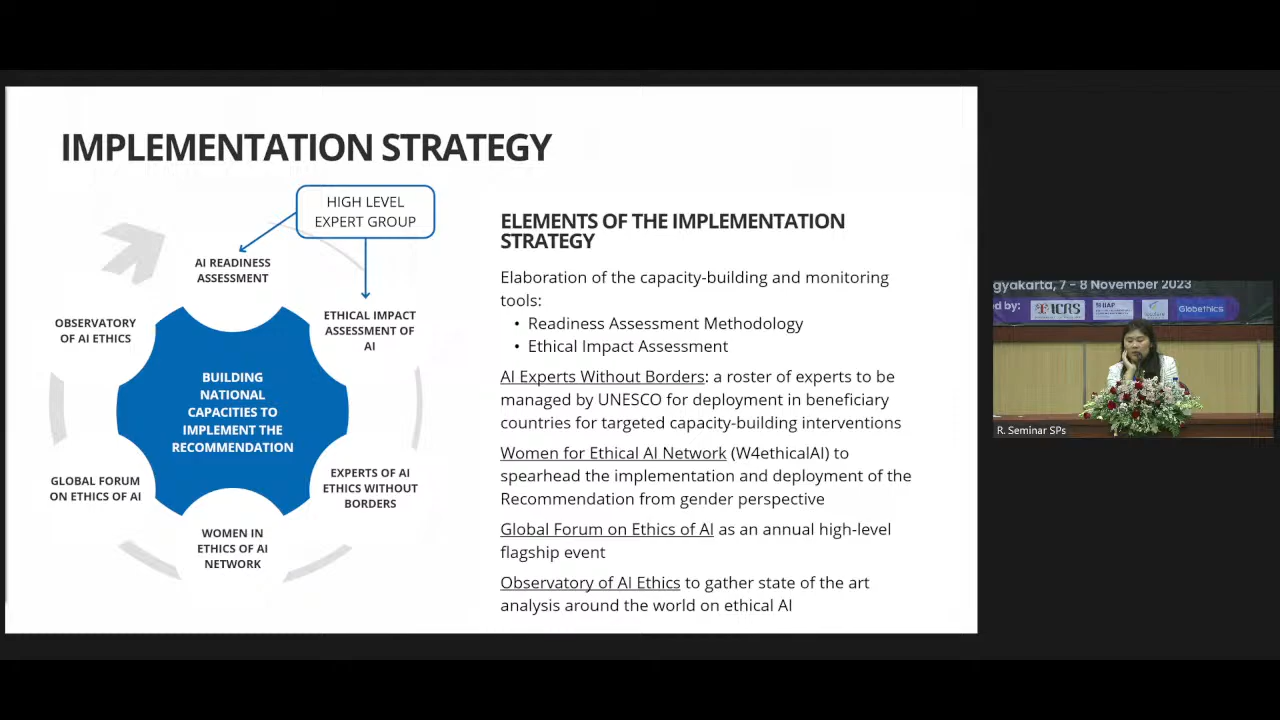 IMPLEMENTATION STRATEGY
HIGH LEVEL
EXPERT GROUP
AI READINESS
ASSESSMENT
ETHICAL IMPACT
ASSESSMENT OF
AI
OBSERVATORY
OF AI ETHICS
BUILDING
NATIONAL
CAPACITIES TO
IMPLEMENT THE
RECOMMENDATION
GLOBAL FORUM
ON ETHICS OF AI
EXPERTS OF AI
ETHICS WITHOUT
BORDERS
WOMEN IN
ETHICS OF AI
NETWORK
ELEMENTS OF THE IMPLEMENTATION
STRATEGY
Elaboration of the capacity-building and monitoring
tools:
• Readiness Assessment Methodology
• Ethical Impact Assessment
AI Experts Without Borders: a roster of experts to be
managed by UNESCO for deployment in beneficiary
countries for targeted capacity-building interventions
Women for Ethical AI Network (W4ethicalAI) to
spearhead the implementation and deployment of the
Recommendation from gender perspective
Global Forum on Ethics of AI as an annual high-level
flagship event
Observatory of AI Ethics to gather state of the art
analysis around the world on ethical AI
gyakarta, 7 - 8 November 2023
d by: ICRS Globethics
R. Seminar SPs